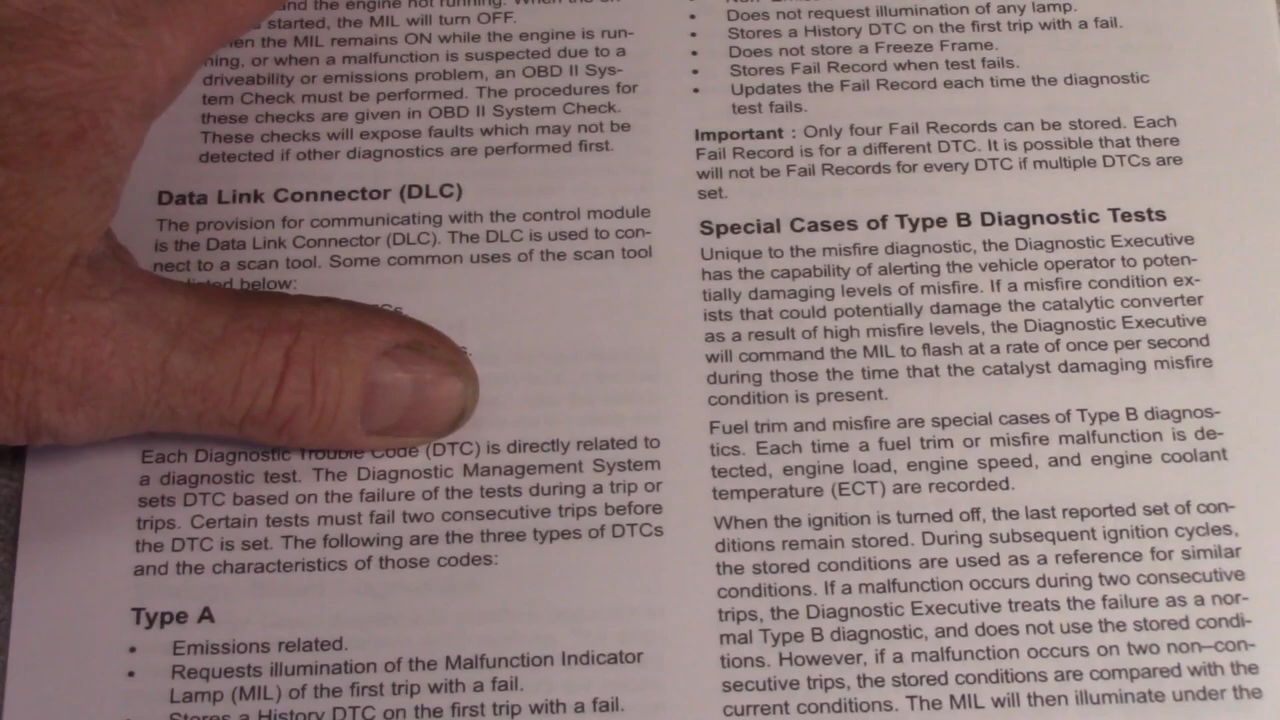 and the engine not running. When the en-
started, the MIL will turn OFF.
the MIL remains ON while the engine is run-
ning, or when a malfunction is suspected due to a
driveability or emissions problem, an OBD II Sys-
tem Check must be performed. The procedures for
these checks are given in OBD II System Check.
These checks will expose faults which may not be
detected if other diagnostics are performed first.
Data Link Connector (DLC)
The provision for communicating with the control module
is the Data Link Connector (DLC). The DLC is used to con-
nect to a scan tool. Some common uses of the scan tool
listed below:
Each Diagnostic Trouble Code (DTC) is directly related to
a diagnostic test. The Diagnostic Management System
sets DTC based on the failure of the tests during a trip or
trips. Certain tests must fail two consecutive trips before
the DTC is set. The following are the three types of DTCs
and the characteristics of those codes:
Type A
• Emissions related.
• Requests illumination of the Malfunction Indicator
Lamp (MIL) of the first trip with a fail.
Stores a History DTC on the first trip with a fail.
• Does not request illumination of any lamp.
• Stores a History DTC on the first trip with a fail.
• Does not store a Freeze Frame.
• Stores Fail Record when test fails.
• Updates the Fail Record each time the diagnostic
test fails.
Important : Only four Fail Records can be stored. Each
Fail Record is for a different DTC. It is possible that there
will not be Fail Records for every DTC if multiple DTCs are
set.
Special Cases of Type B Diagnostic Tests
Unique to the misfire diagnostic, the Diagnostic Executive
has the capability of alerting the vehicle operator to poten-
tially damaging levels of misfire. If a misfire condition ex-
ists that could potentially damage the catalytic converter
as a result of high misfire levels, the Diagnostic Executive
will command the MIL to flash at a rate of once per second
during those the time that the catalyst damaging misfire
condition is present.
Fuel trim and misfire are special cases of Type B diagnos-
tics. Each time a fuel trim or misfire malfunction is de-
tected, engine load, engine speed, and engine coolant
temperature (ECT) are recorded.
When the ignition is turned off, the last reported set of con-
ditions remain stored. During subsequent ignition cycles,
the stored conditions are used as a reference for similar
conditions. If a malfunction occurs during two consecutive
trips, the Diagnostic Executive treats the failure as a nor-
mal Type B diagnostic, and does not use the stored condi-
tions. However, if a malfunction occurs on two non–con-
secutive trips, the stored conditions are compared with the
current conditions. The MIL will then illuminate under the